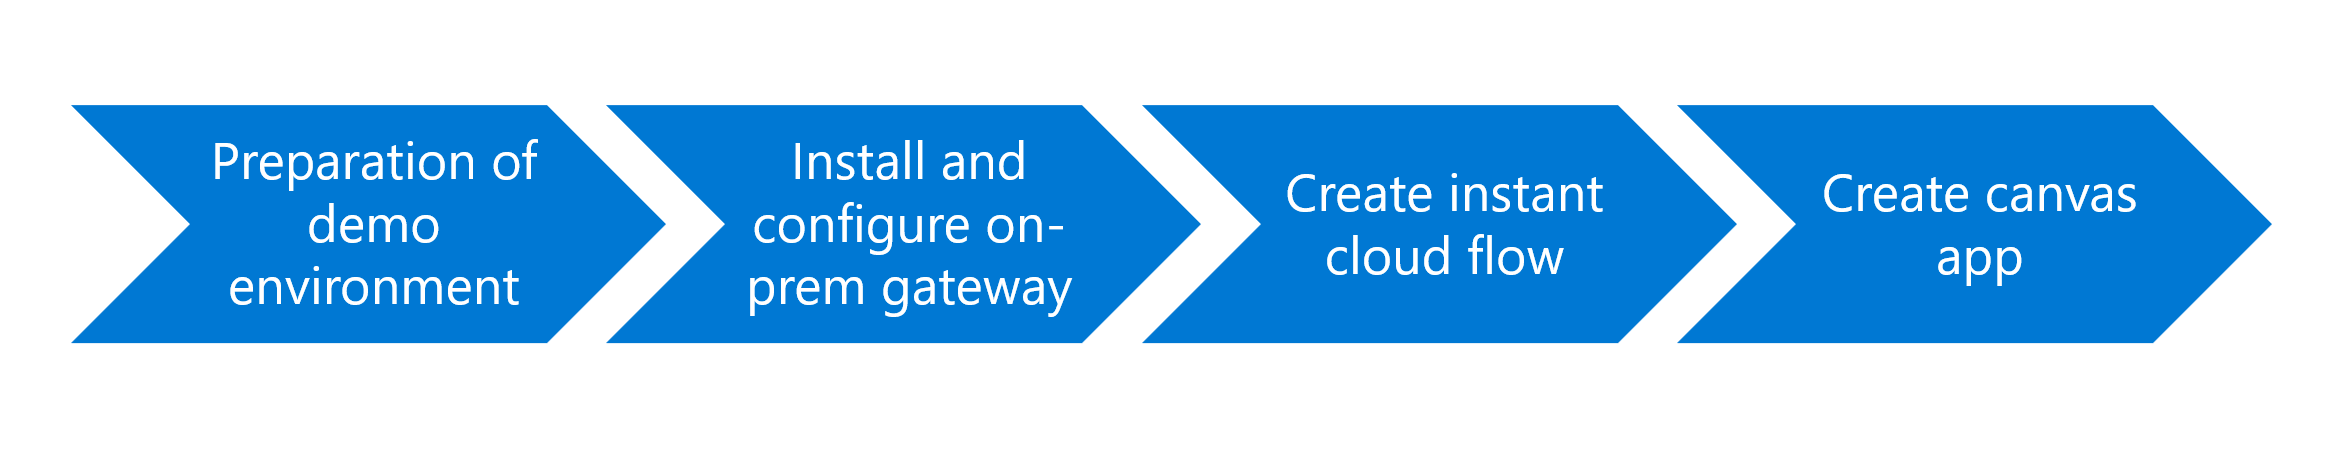 Preparation of
demo
environment
Install and
configure on-
prem gateway
Create instant
cloud flow
Create canvas
app